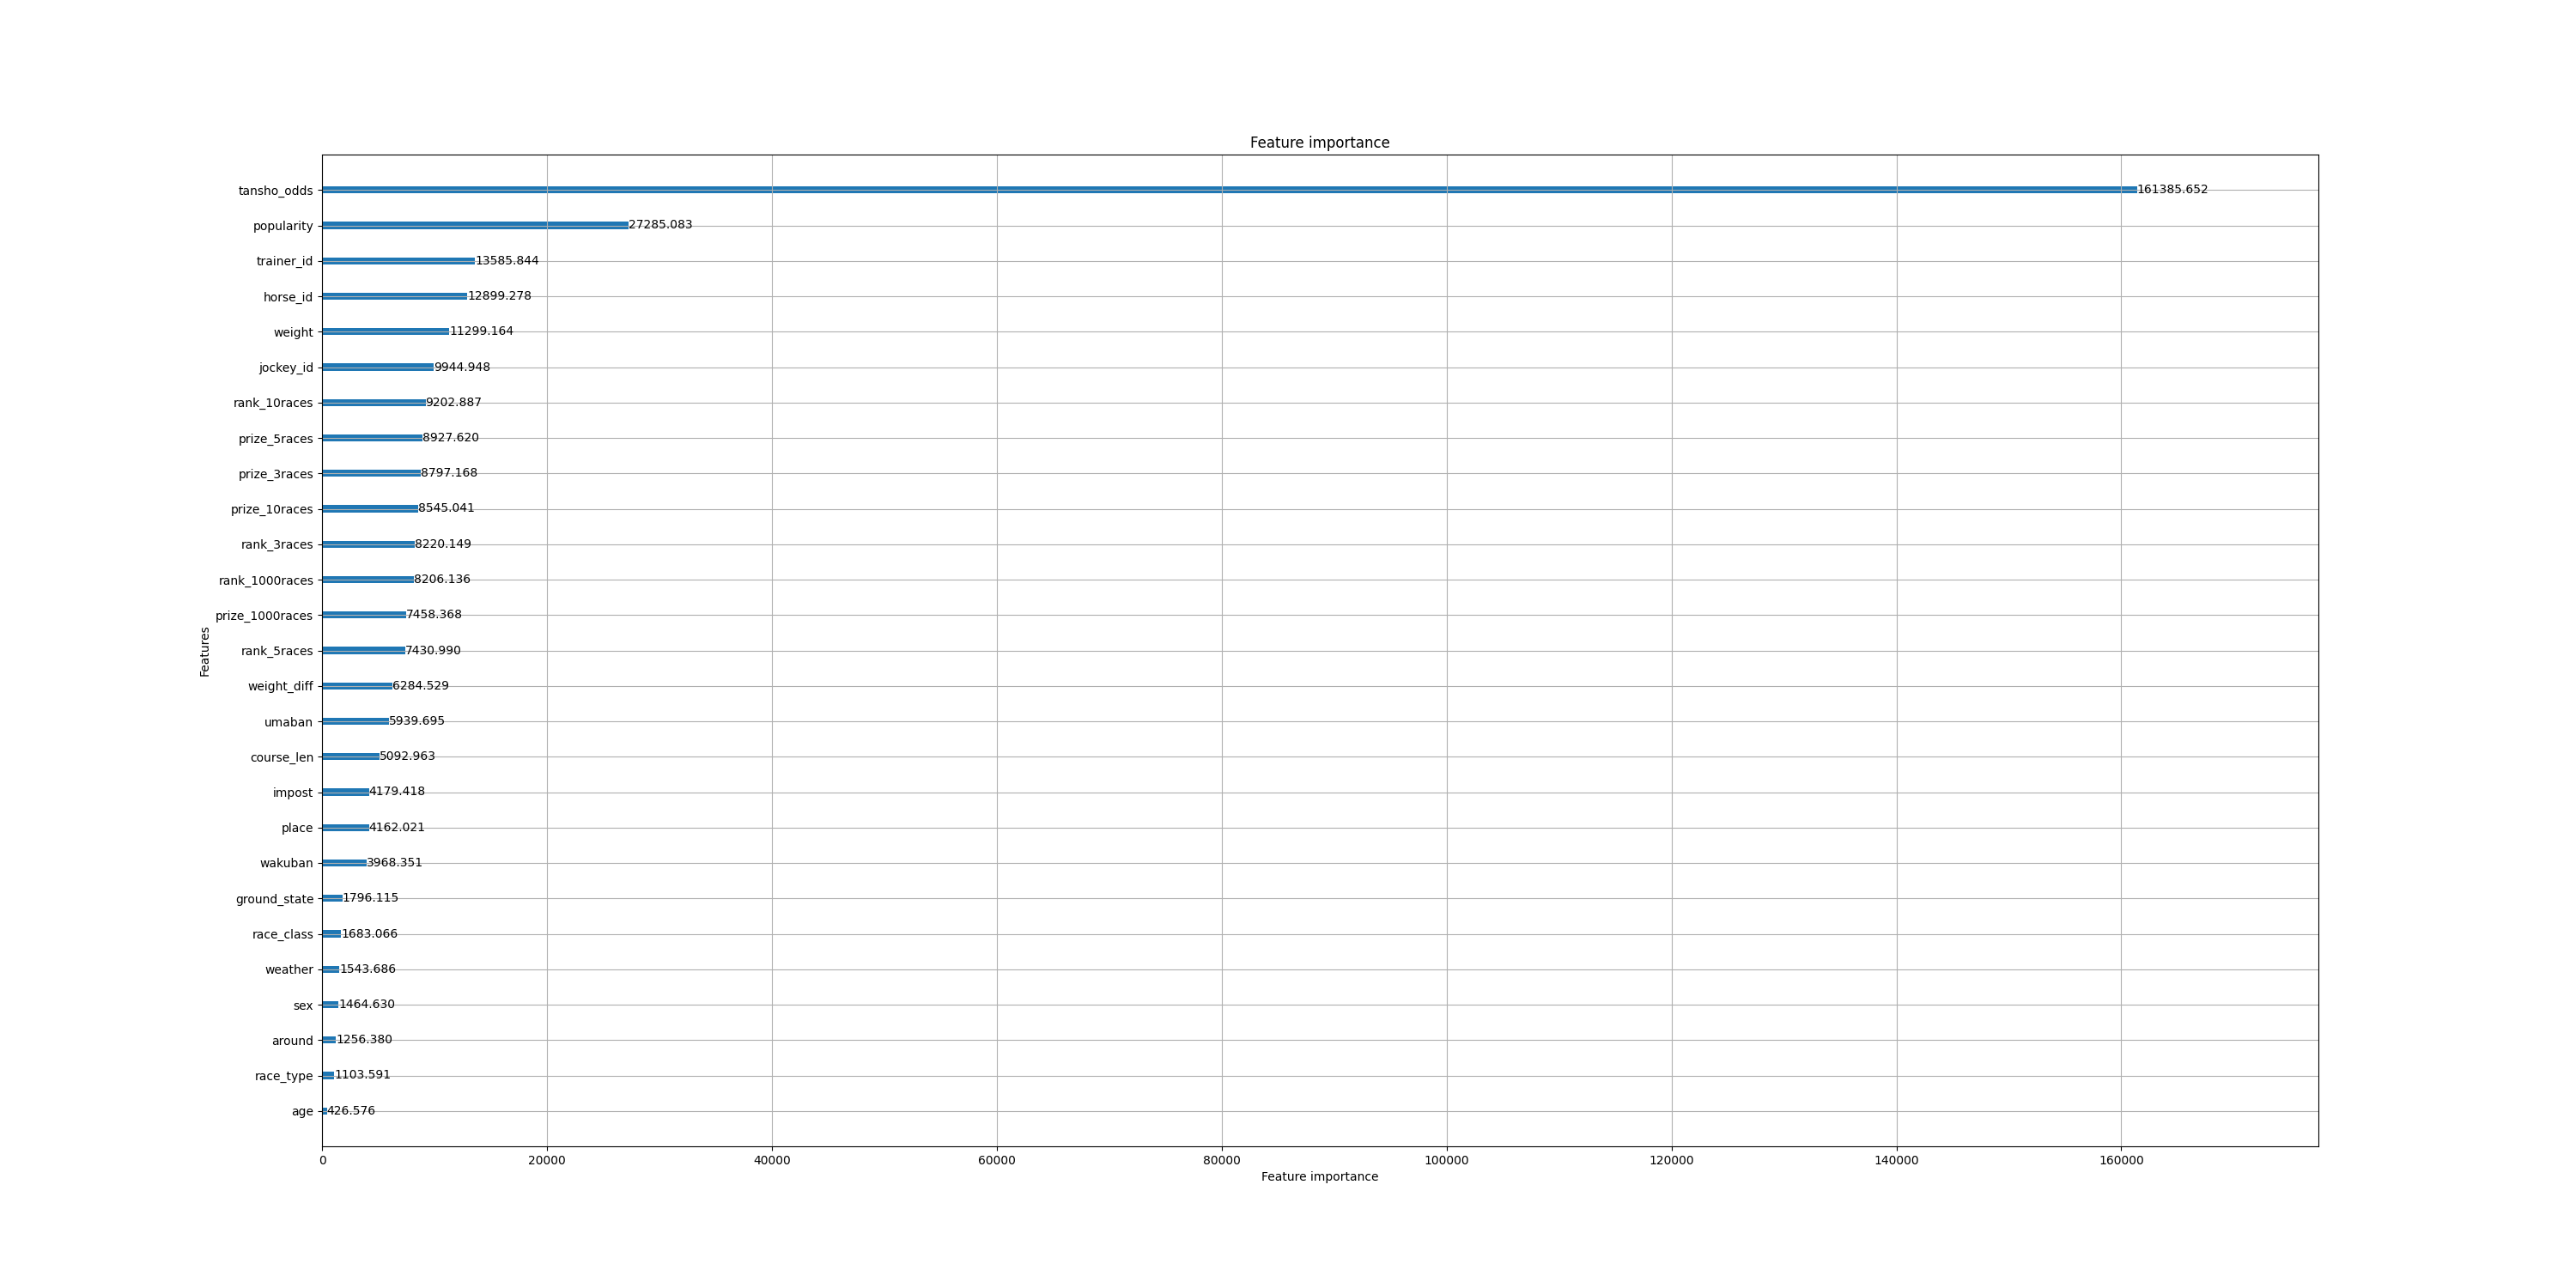 Feature importance
tansho_odds 161385.652
popularity 27285.083
trainer_id 13585.844
horse_id 12899.278
weight 11299.164
jockey_id 9944.948
rank_10races 9202.887
prize_5races 8927.620
prize_3races 8797.168
prize_10races 8545.041
rank_3races 8220.149
rank_1000races 8206.136
prize_1000races 7458.368
rank_5races 7430.990
weight_diff 6284.529
umaban 5939.695
course_len 5092.963
impost 4179.418
place 4162.021
wakuban 3968.351
ground_state 1796.115
race_class 1683.066
weather 1543.686
sex 1464.630
around 1256.380
race_type 1103.591
age 426.576
Features
0 20000 40000 60000 80000 100000 120000 140000 160000
Feature importance